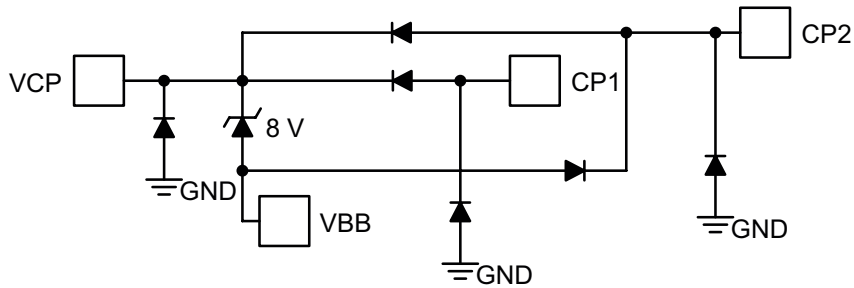 CP2
VCP
CP1
8 V
GND
VBB
GND
GND